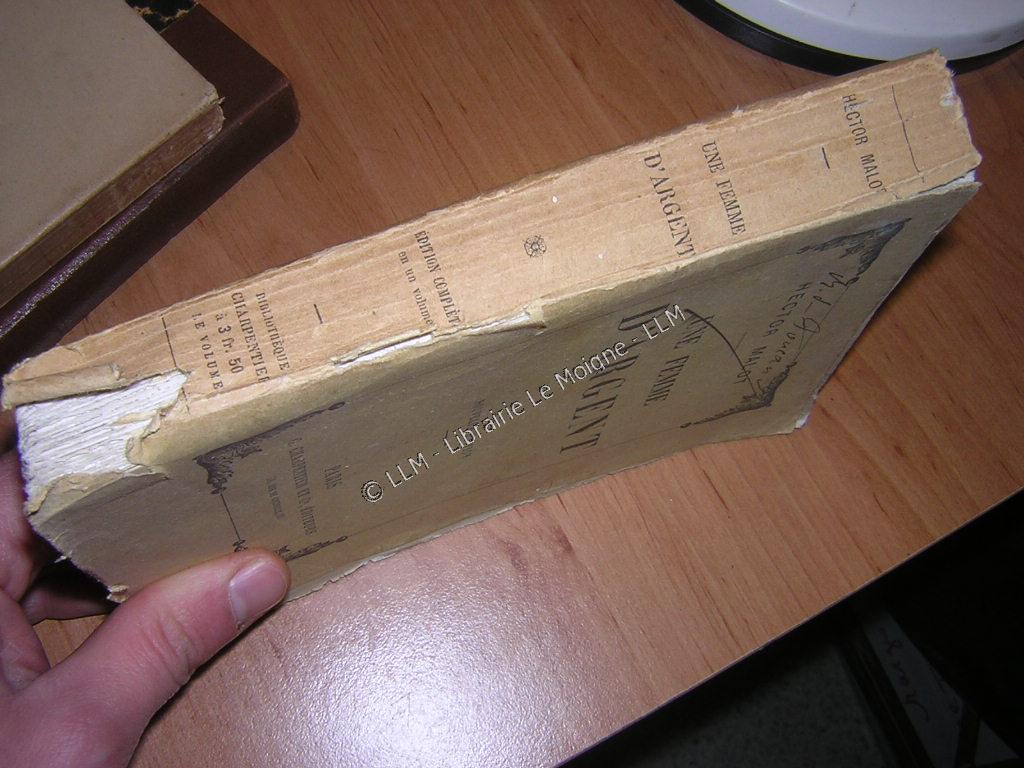 HECTOR MALOT
UNE FEMME
D'ARGENT
EDITION COMPLÈTE
en un volume
BIBLIOTHÈQUE
CHARPENTIER
à 3 fr. 50
LE VOLUME
HECTOR MALOT
UNE FEMME
D'ARGENT
PARIS
© LLM - Librairie Le Moigne - LLM